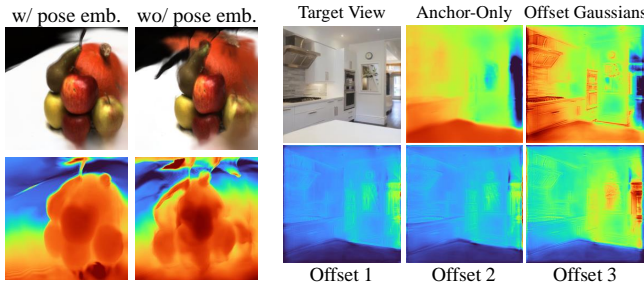 w/ pose emb. wo/ pose emb.
Target View Anchor-Only Offset Gaussians
Offset 1 Offset 2 Offset 3